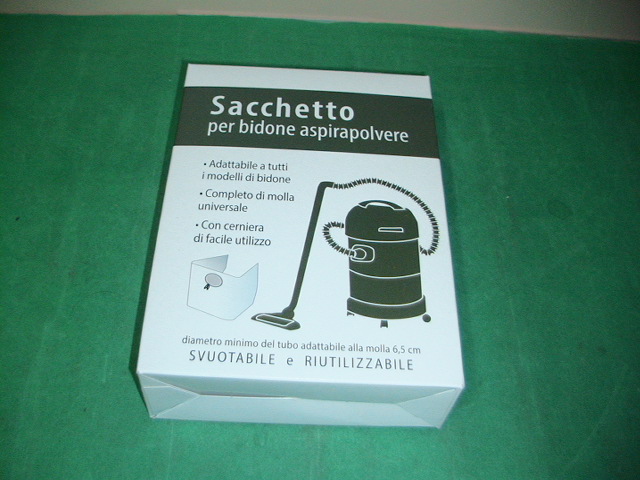 Sacchetto
per bidone aspirapolvere
• Adattabile a tutti
i modelli di bidone
• Completo di molla
universale
• Con cerniera
di facile utilizzo
diametro minimo del tubo adattabile alla molla 6,5 cm
SVUOTABILE e RIUTILIZZABILE